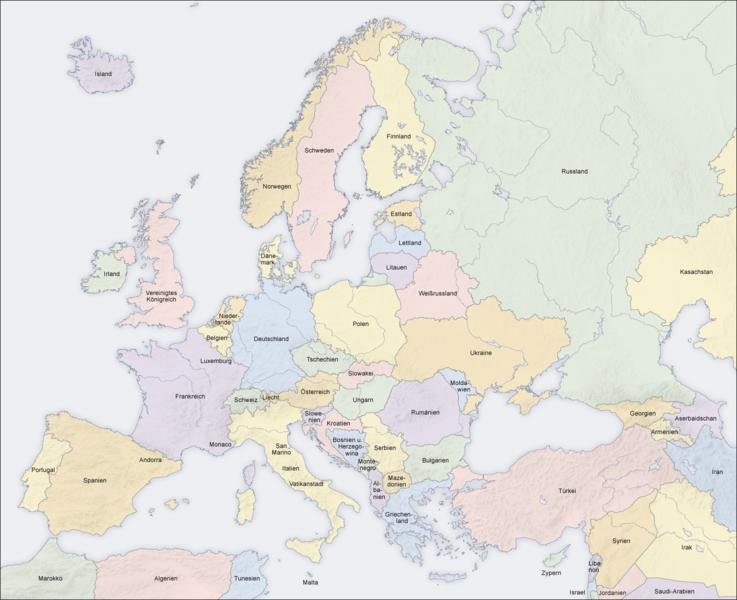 Island
Finnland
Schweden
Russland
Norwegen
Estland
Lettland
Däne-
mark
Litauen
Irland
Kasachstan
Vereinigtes
Königreich
Weißrussland
Nieder-
lande
Polen
Belgien
Deutschland
Ukraine
Tschechien
Luxemburg
Slowakei
Moldа-
wien
Österreich
Frankreich
Schweiz
Liecht.
Ungarn
Rumänien
Slowe-
nien
Georgien
Aserbaidschan
Kroatien
Armenien
Monaco
Bosnien u.
Herzego-
wina
San
Marino
Serbien
Andorra
Bulgarien
Monte-
negro
Portugal
Italien
Iran
Spanien
Vatikanstadt
Maze-
donien
Al-
ba-
nien
Türkei
Griechen-
land
Syrien
Irak
Liba-
non
Zypern
Marokko
Algerien
Tunesien
Malta
Israel
Jordanien
Saudi-Arabien